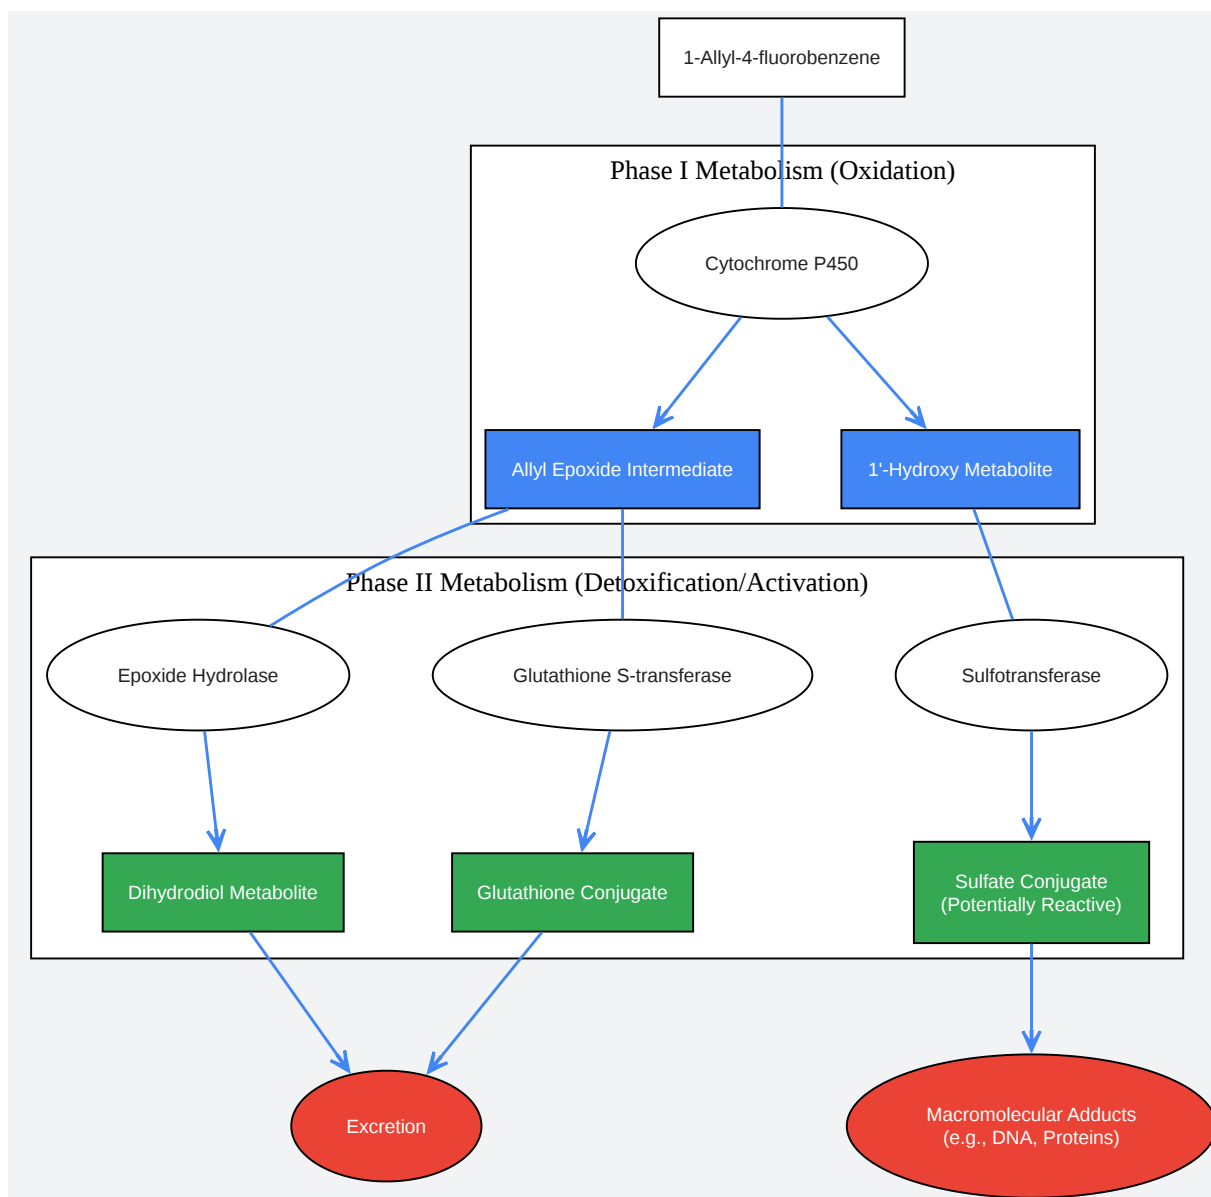 1-Allyl-4-fluorobenzene
Phase I Metabolism (Oxidation)
Cytochrome P450
Allyl Epoxide Intermediate
1'-Hydroxy Metabolite
Phase II Metabolism (Detoxification/Activation)
Epoxide Hydrolase
Glutathione S-transferase
Sulfotransferase
Dihydrodiol Metabolite
Glutathione Conjugate
Sulfate Conjugate
(Potentially Reactive)
Excretion
Macromolecular Adducts
(e.g., DNA, Proteins)